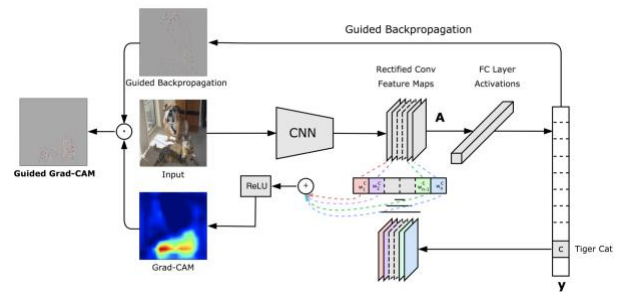 Guided Backpropagation
Rectified Conv
Feature Maps
FC Layer
Activations
Guided Backpropagation
CNN
A
Guided Grad-CAM
Input
ReLU
+
c
Tiger Cat
Grad-CAM
y